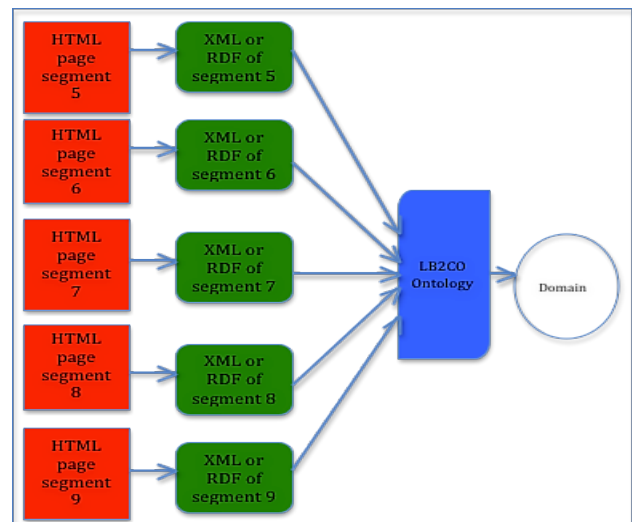 HTML
page
segment
5
XML or
RDF of
segment 5
HTML
page
segment
6
XML or
RDF of
segment 6
HTML
page
segment
7
XML or
RDF of
segment 7
LB2CO
Ontology
Domain
HTML
page
segment
8
XML or
RDF of
segment 8
HTML
page
segment
9
XML or
RDF of
segment 9